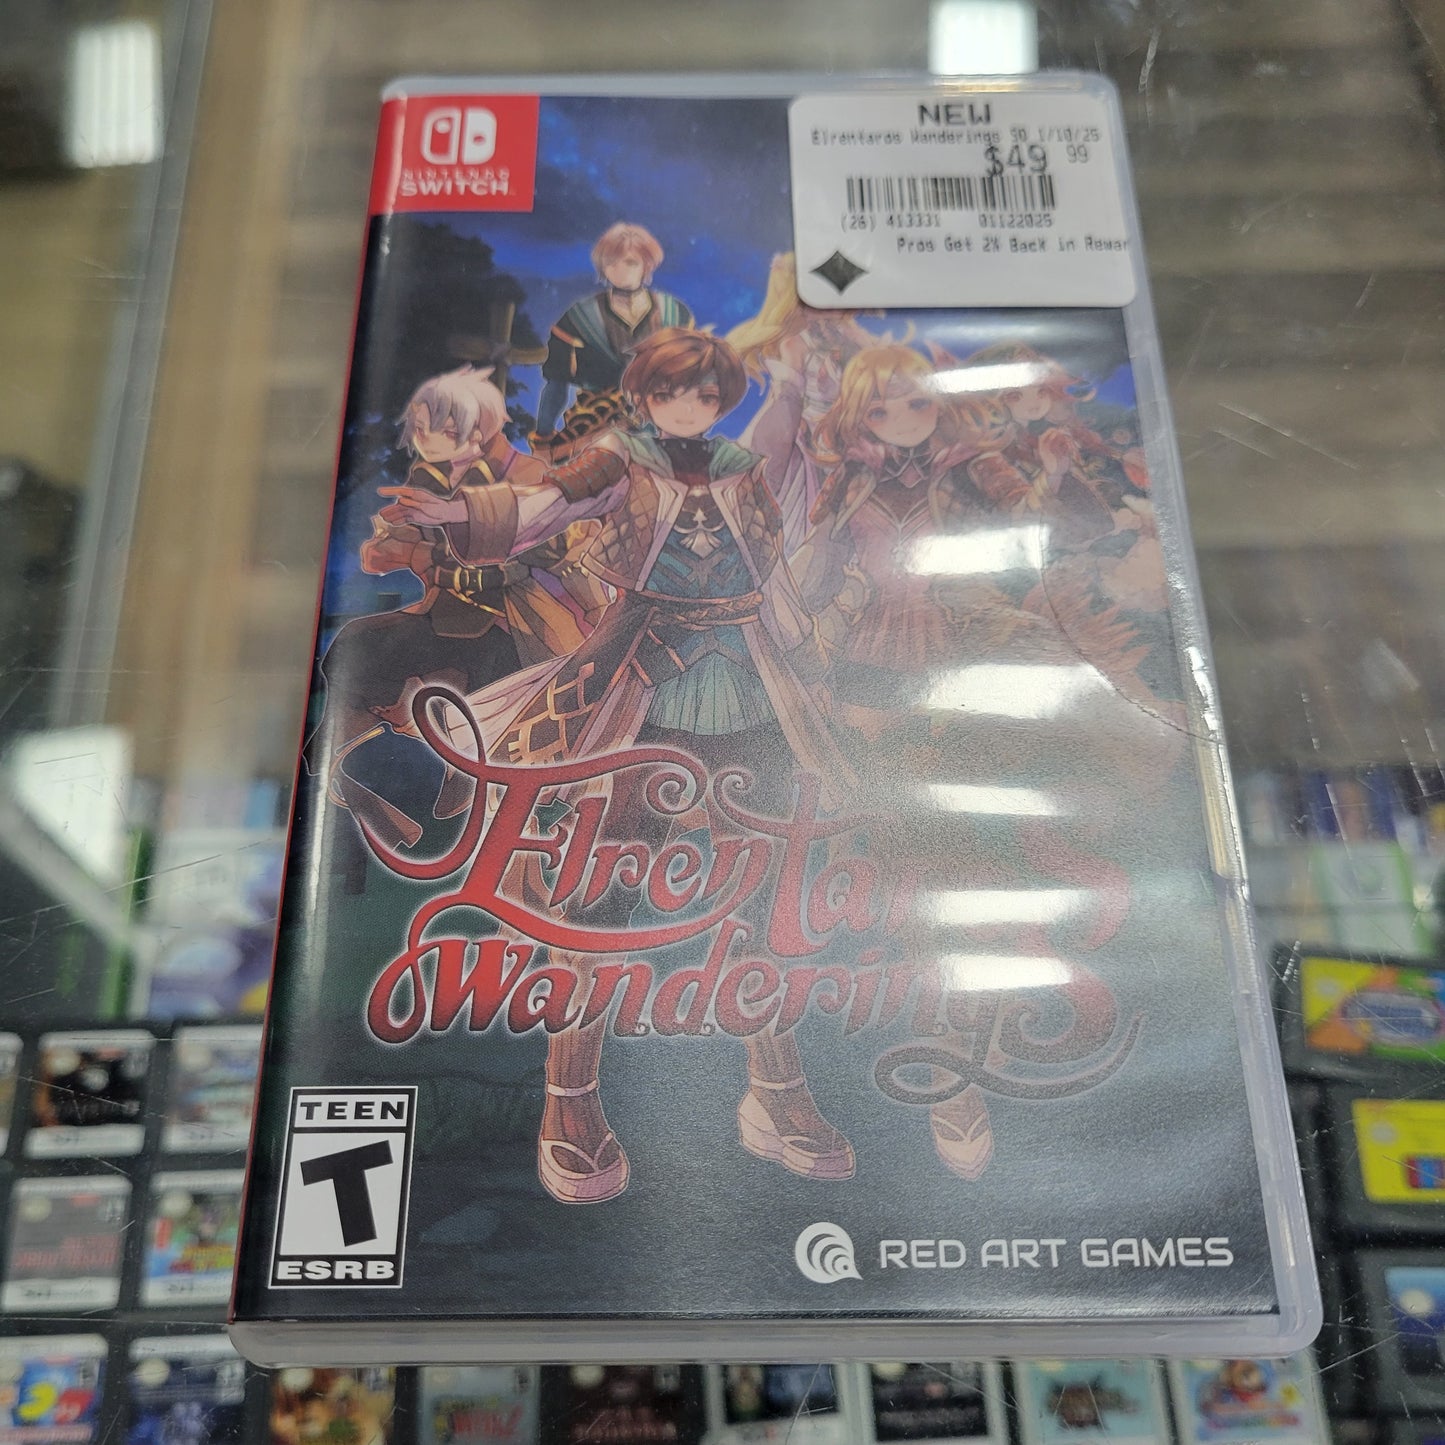 NINTENDO
SWITCH
NEW
Elrentaros Wanderings SD 1/10/25
$49 99
(26) 413331 01122025
Pros Get 2% Back in Rewar
Elrentaros
Wanderings
TEEN
T
ESRB
RED ART GAMES